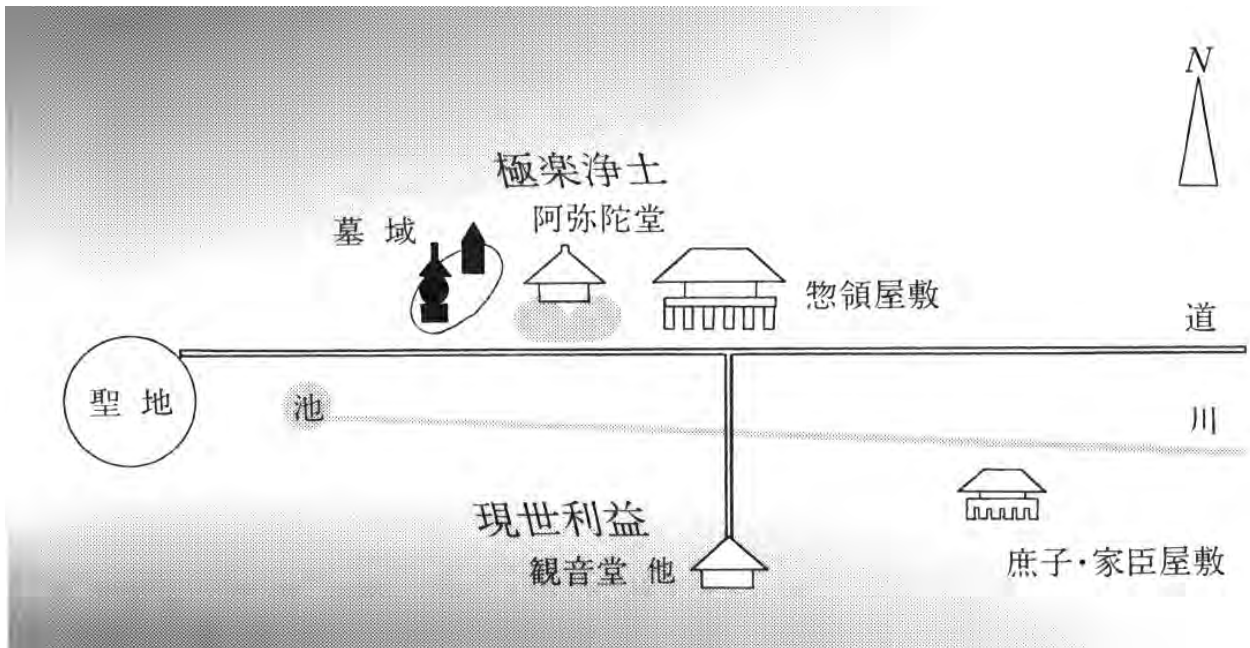 N
極楽浄土
阿弥陀堂
墓 域
惣領屋敷
道
聖 地
池
川
現世利益
観音堂 他
庶子・家臣屋敷